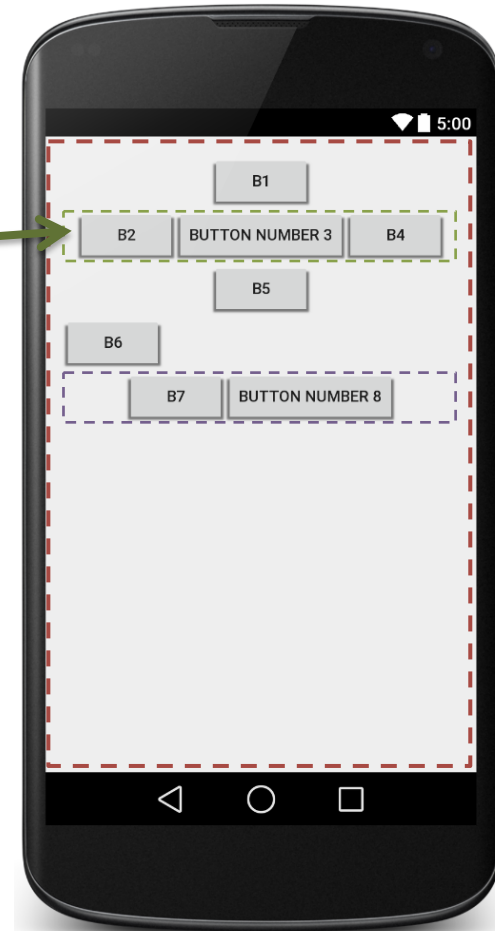 5:00
B1
B2 BUTTON NUMBER 3 B4
B5
B6
B7 BUTTON NUMBER 8